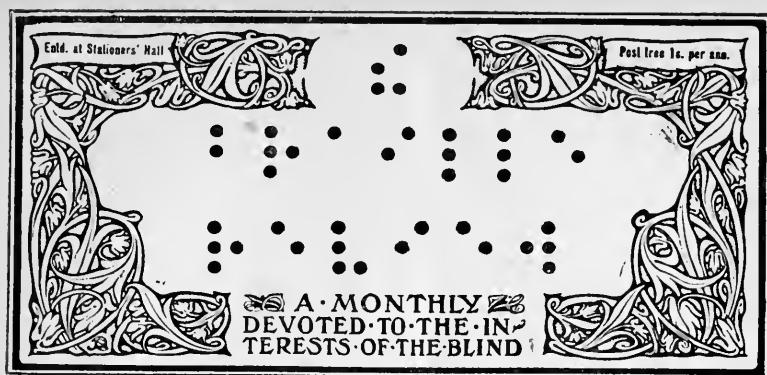 Entd. at Stationers' Hall
Post free 1s. per ann.
⠮
⠃⠗⠁⠊⠇⠇⠑
⠗⠑⠧⠊⠑⠺
A·MONTHLY
DEVOTED·TO·THE·IN-
TERESTS·OF·THE·BLIND